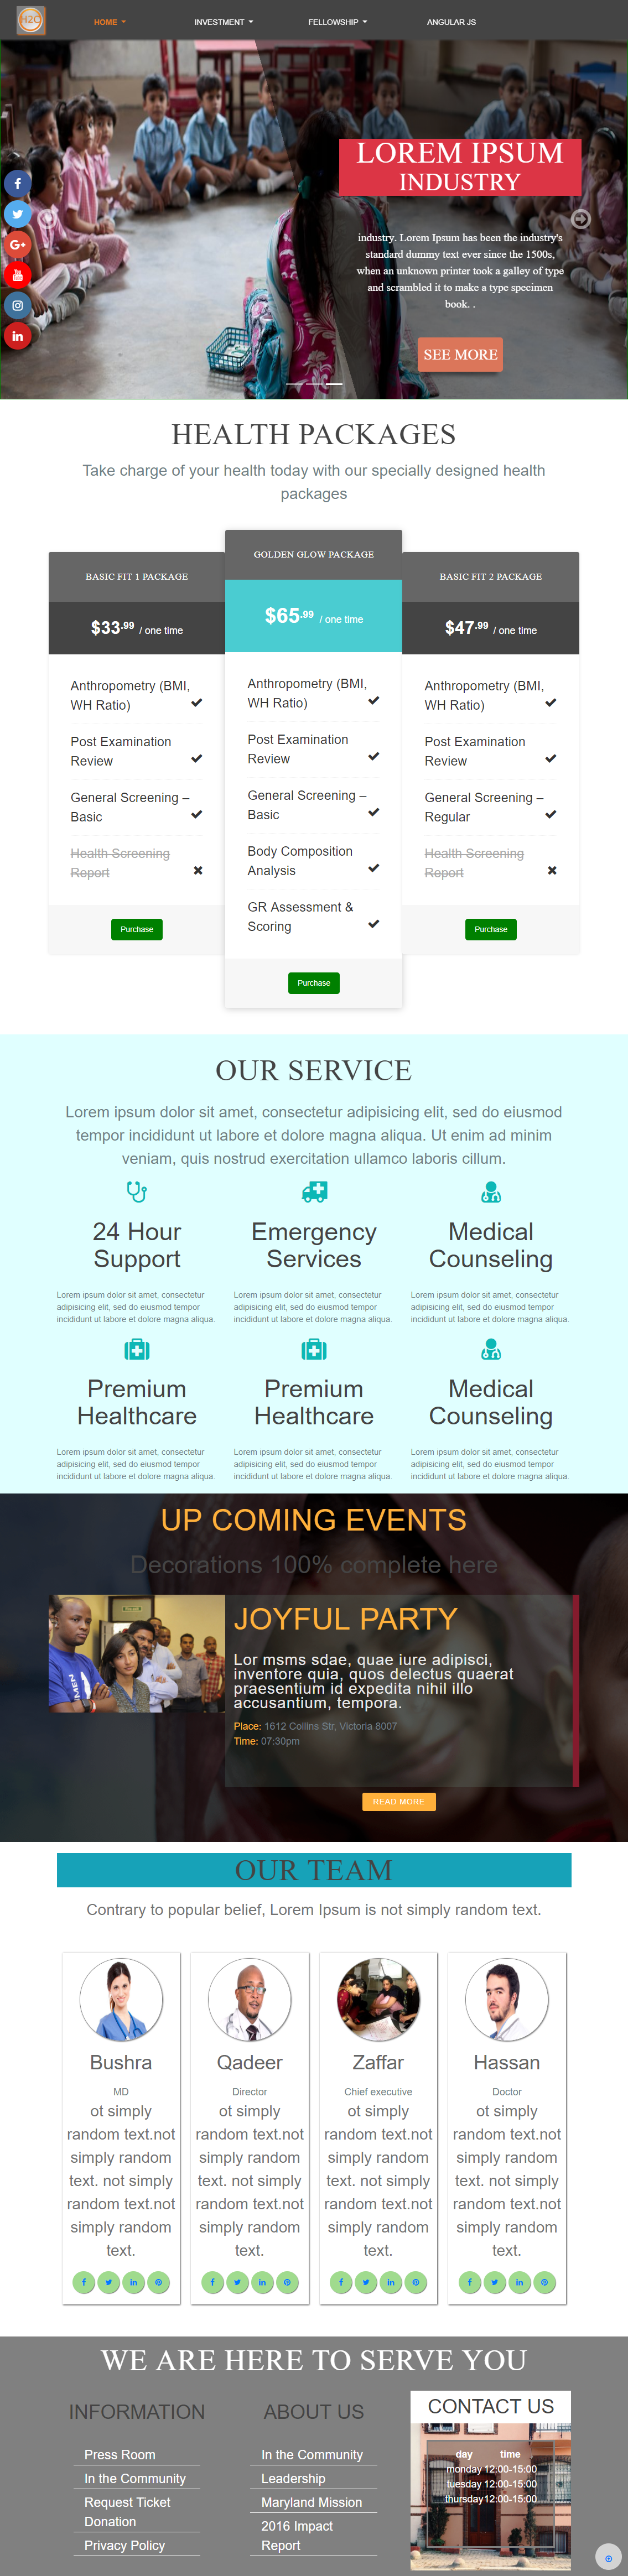 H2O
HOME
INVESTMENT
FELLOWSHIP
ANGULAR JS
LOREM IPSUM
INDUSTRY
industry. Lorem Ipsum has been the industry's
standard dummy text ever since the 1500s,
when an unknown printer took a galley of type
and scrambled it to make a type specimen
book. .
SEE MORE
HEALTH PACKAGES
Take charge of your health today with our specially designed health
packages
BASIC FIT 1 PACKAGE
$33.99 / one time
Anthropometry (BMI,
WH Ratio)
Post Examination
Review
General Screening –
Basic
Health Screening
Report
Purchase
GOLDEN GLOW PACKAGE
$65.99 / one time
Anthropometry (BMI,
WH Ratio)
Post Examination
Review
General Screening –
Basic
Body Composition
Analysis
GR Assessment &
Scoring
Purchase
BASIC FIT 2 PACKAGE
$47.99 / one time
Anthropometry (BMI,
WH Ratio)
Post Examination
Review
General Screening –
Regular
Health Screening
Report
Purchase
OUR SERVICE
Lorem ipsum dolor sit amet, consectetur adipisicing elit, sed do eiusmod
tempor incididunt ut labore et dolore magna aliqua. Ut enim ad minim
veniam, quis nostrud exercitation ullamco laboris cillum.
24 Hour
Support
Lorem ipsum dolor sit amet, consectetur
adipisicing elit, sed do eiusmod tempor
incididunt ut labore et dolore magna aliqua.
Emergency
Services
Lorem ipsum dolor sit amet, consectetur
adipisicing elit, sed do eiusmod tempor
incididunt ut labore et dolore magna aliqua.
Medical
Counseling
Lorem ipsum dolor sit amet, consectetur
adipisicing elit, sed do eiusmod tempor
incididunt ut labore et dolore magna aliqua.
Premium
Healthcare
Lorem ipsum dolor sit amet, consectetur
adipisicing elit, sed do eiusmod tempor
incididunt ut labore et dolore magna aliqua.
Premium
Healthcare
Lorem ipsum dolor sit amet, consectetur
adipisicing elit, sed do eiusmod tempor
incididunt ut labore et dolore magna aliqua.
Medical
Counseling
Lorem ipsum dolor sit amet, consectetur
adipisicing elit, sed do eiusmod tempor
incididunt ut labore et dolore magna aliqua.
UP COMING EVENTS
Decorations 100% complete here
JOYFUL PARTY
Lor msms sdae, quae iure adipisci,
inventore quia, quos delectus quaerat
praesentium id expedita nihil illo
accusantium, tempora.
Place: 1612 Collins Str, Victoria 8007
Time: 07:30pm
READ MORE
OUR TEAM
Contrary to popular belief, Lorem Ipsum is not simply random text.
Bushra
MD
ot simply
random text.not
simply random
text. not simply
random text.not
simply random
text.
Qadeer
Director
ot simply
random text.not
simply random
text. not simply
random text.not
simply random
text.
Zaffar
Chief executive
ot simply
random text.not
simply random
text. not simply
random text.not
simply random
text.
Hassan
Doctor
ot simply
random text.not
simply random
text. not simply
random text.not
simply random
text.
WE ARE HERE TO SERVE YOU
INFORMATION
Press Room
In the Community
Request Ticket
Donation
Privacy Policy
ABOUT US
In the Community
Leadership
Maryland Mission
2016 Impact
Report
CONTACT US
day time
monday 12:00-15:00
tuesday 12:00-15:00
thursday 12:00-15:00